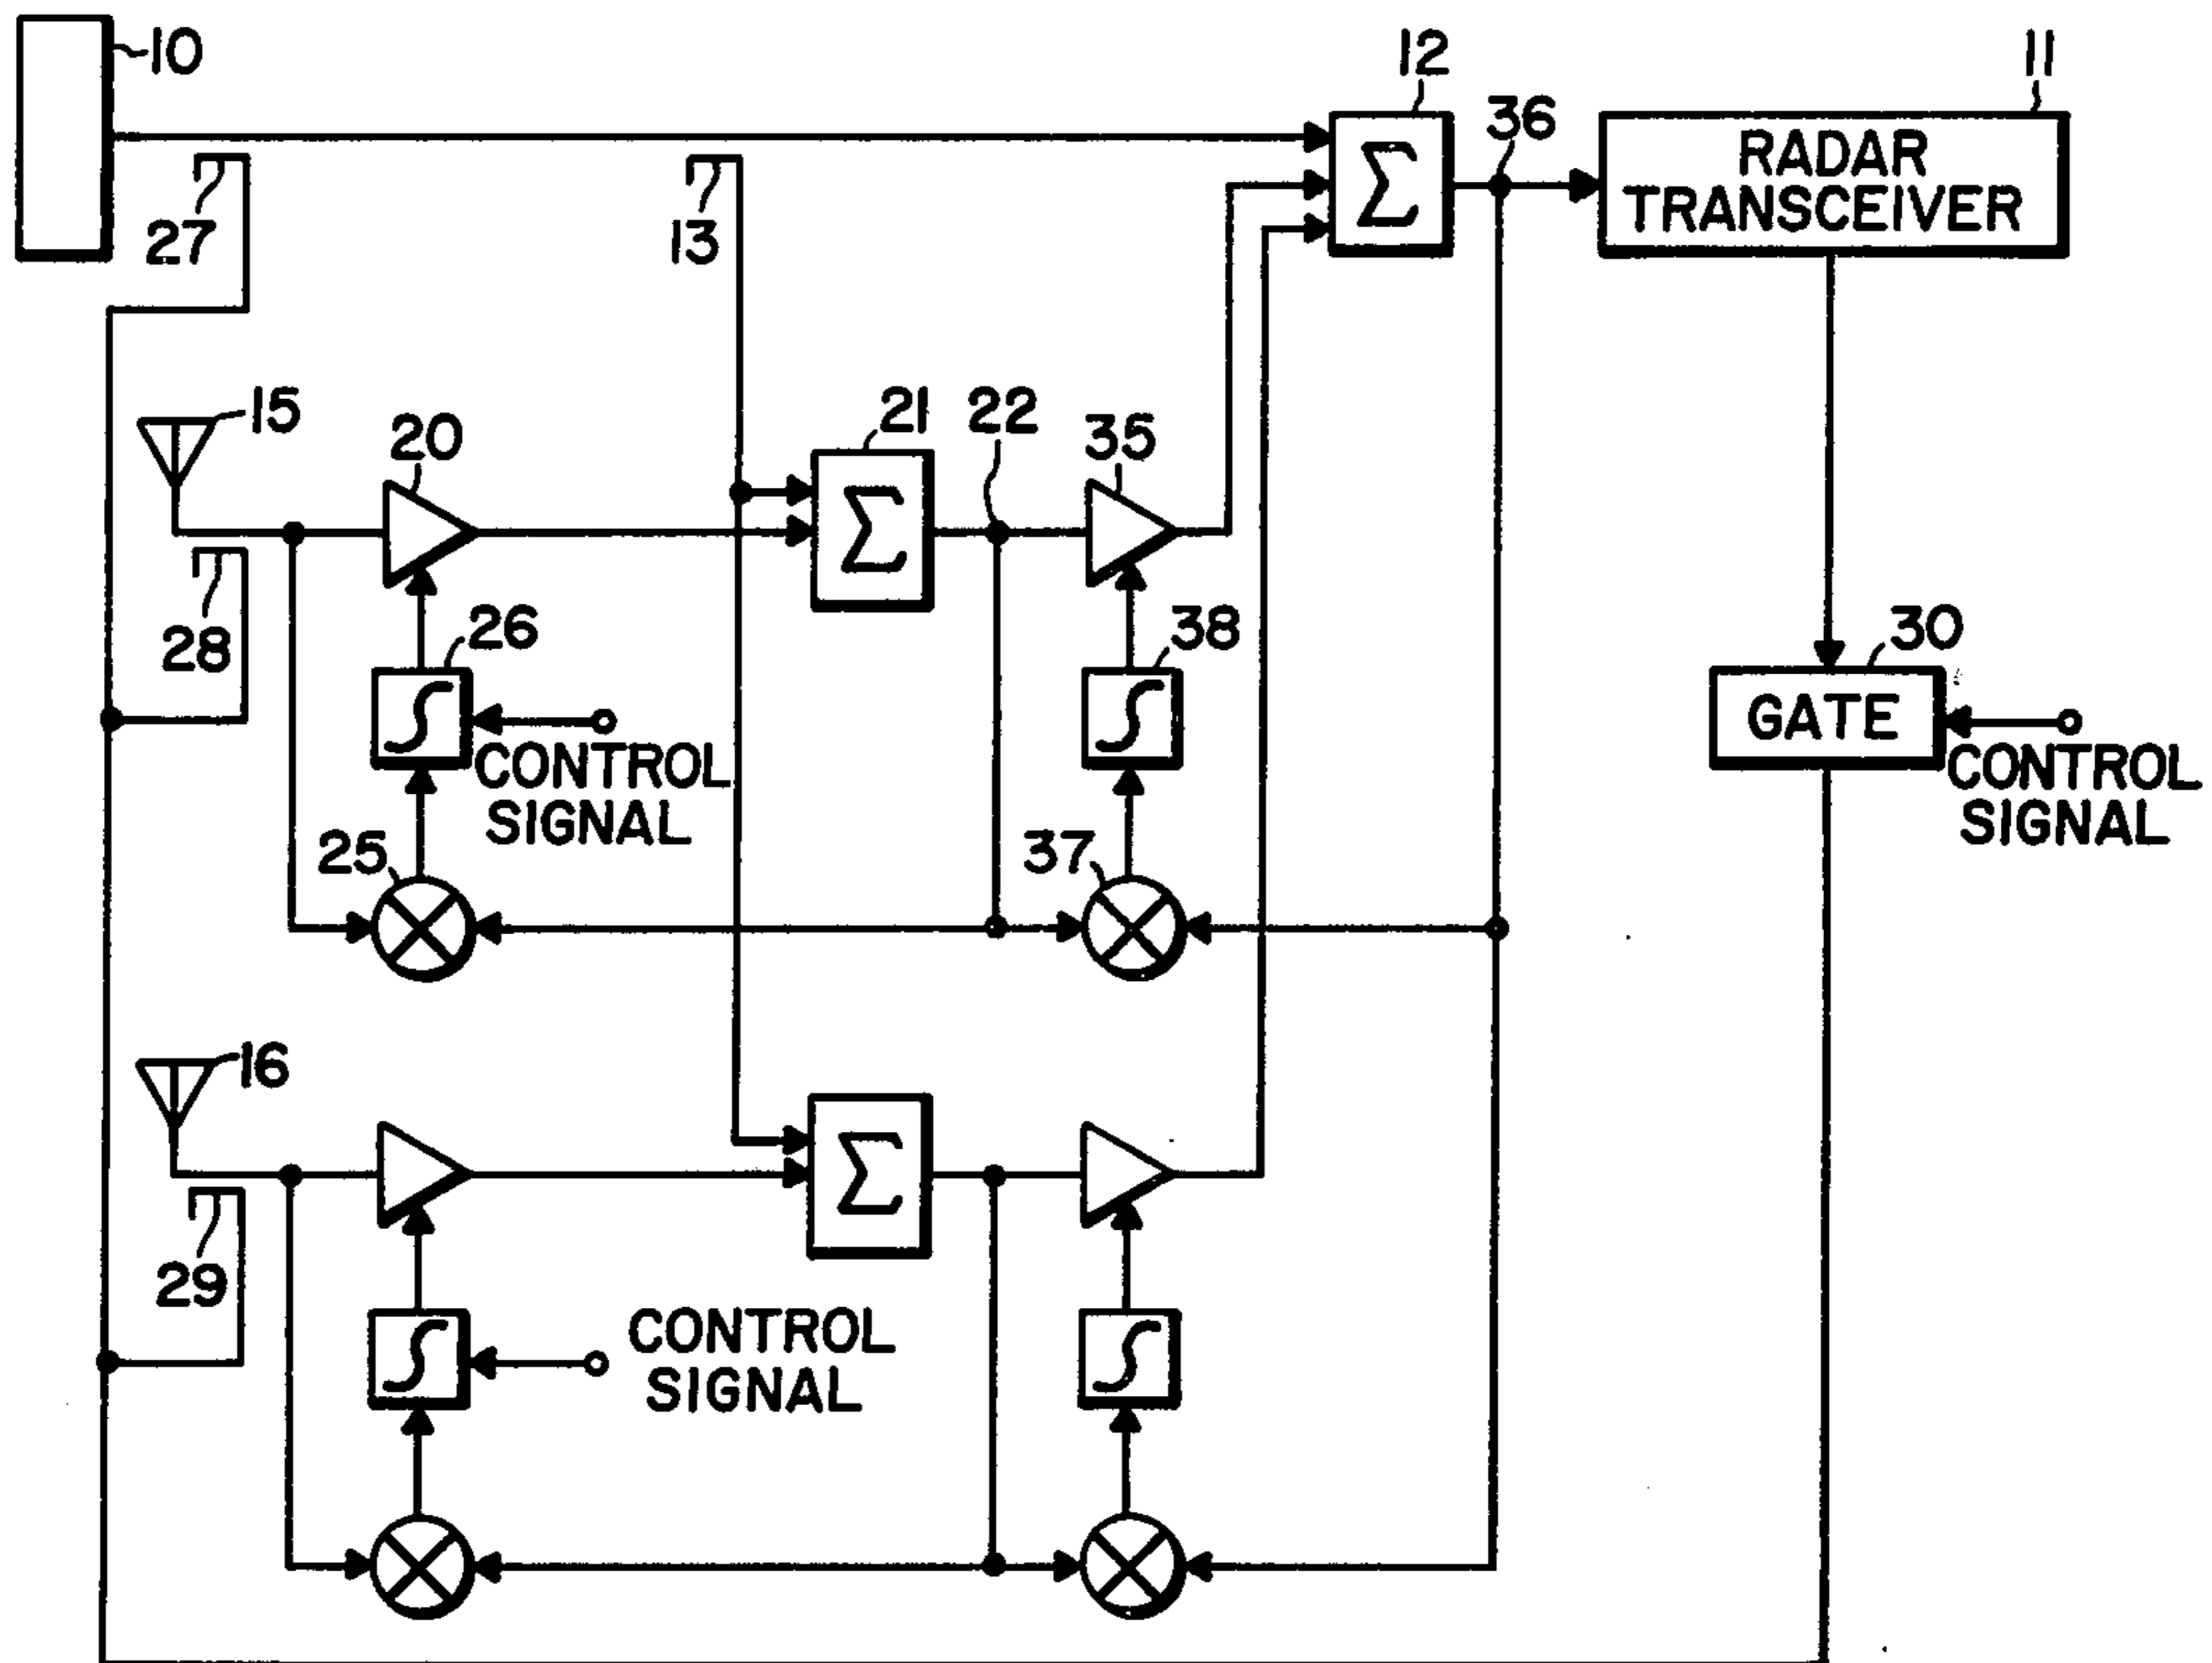 10
12
11
36
RADAR
TRANSCEIVER
Σ
27
13
15
20
21
22
35
Σ
28
26
38
30
∫
∫
GATE
CONTROL
SIGNAL
CONTROL
SIGNAL
25
37
16
Σ
29
∫
CONTROL
SIGNAL
∫